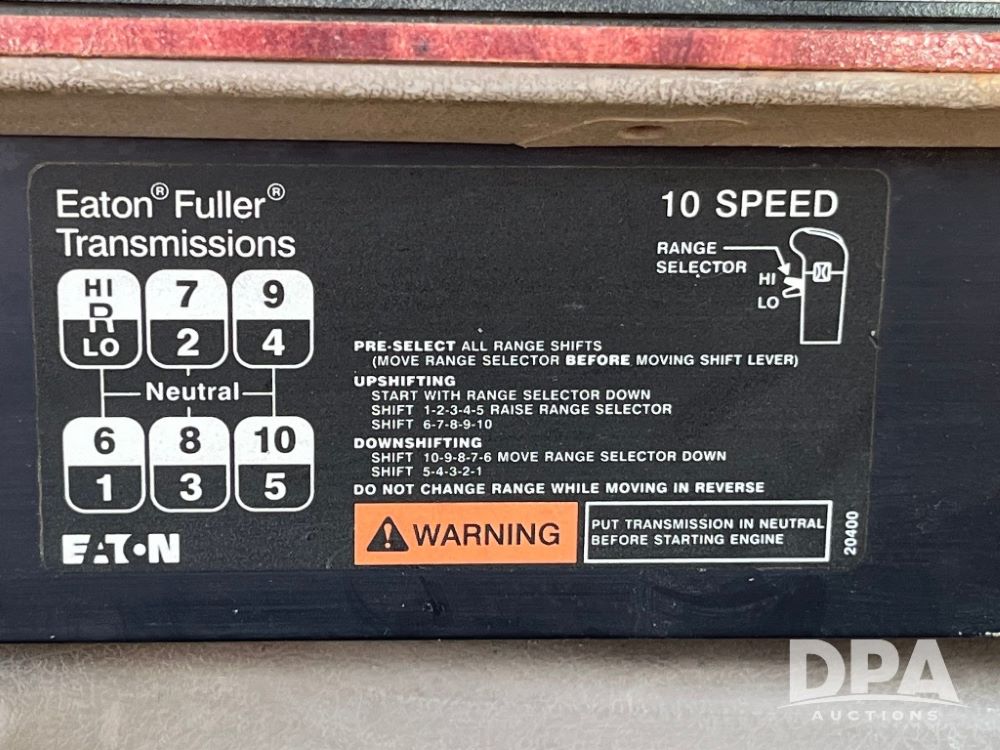 Eaton® Fuller®
Transmissions
10 SPEED
RANGE
SELECTOR
HI
LO
HI
R
LO
7
2
9
4
Neutral
6
1
8
3
10
5
EATON
PRE-SELECT ALL RANGE SHIFTS
(MOVE RANGE SELECTOR BEFORE MOVING SHIFT LEVER)
UPSHIFTING
START WITH RANGE SELECTOR DOWN
SHIFT 1-2-3-4-5 RAISE RANGE SELECTOR
SHIFT 6-7-8-9-10
DOWNSHIFTING
SHIFT 10-9-8-7-6 MOVE RANGE SELECTOR DOWN
SHIFT 5-4-3-2-1
DO NOT CHANGE RANGE WHILE MOVING IN REVERSE
WARNING
PUT TRANSMISSION IN NEUTRAL
BEFORE STARTING ENGINE
20400
DPA
AUCTIONS